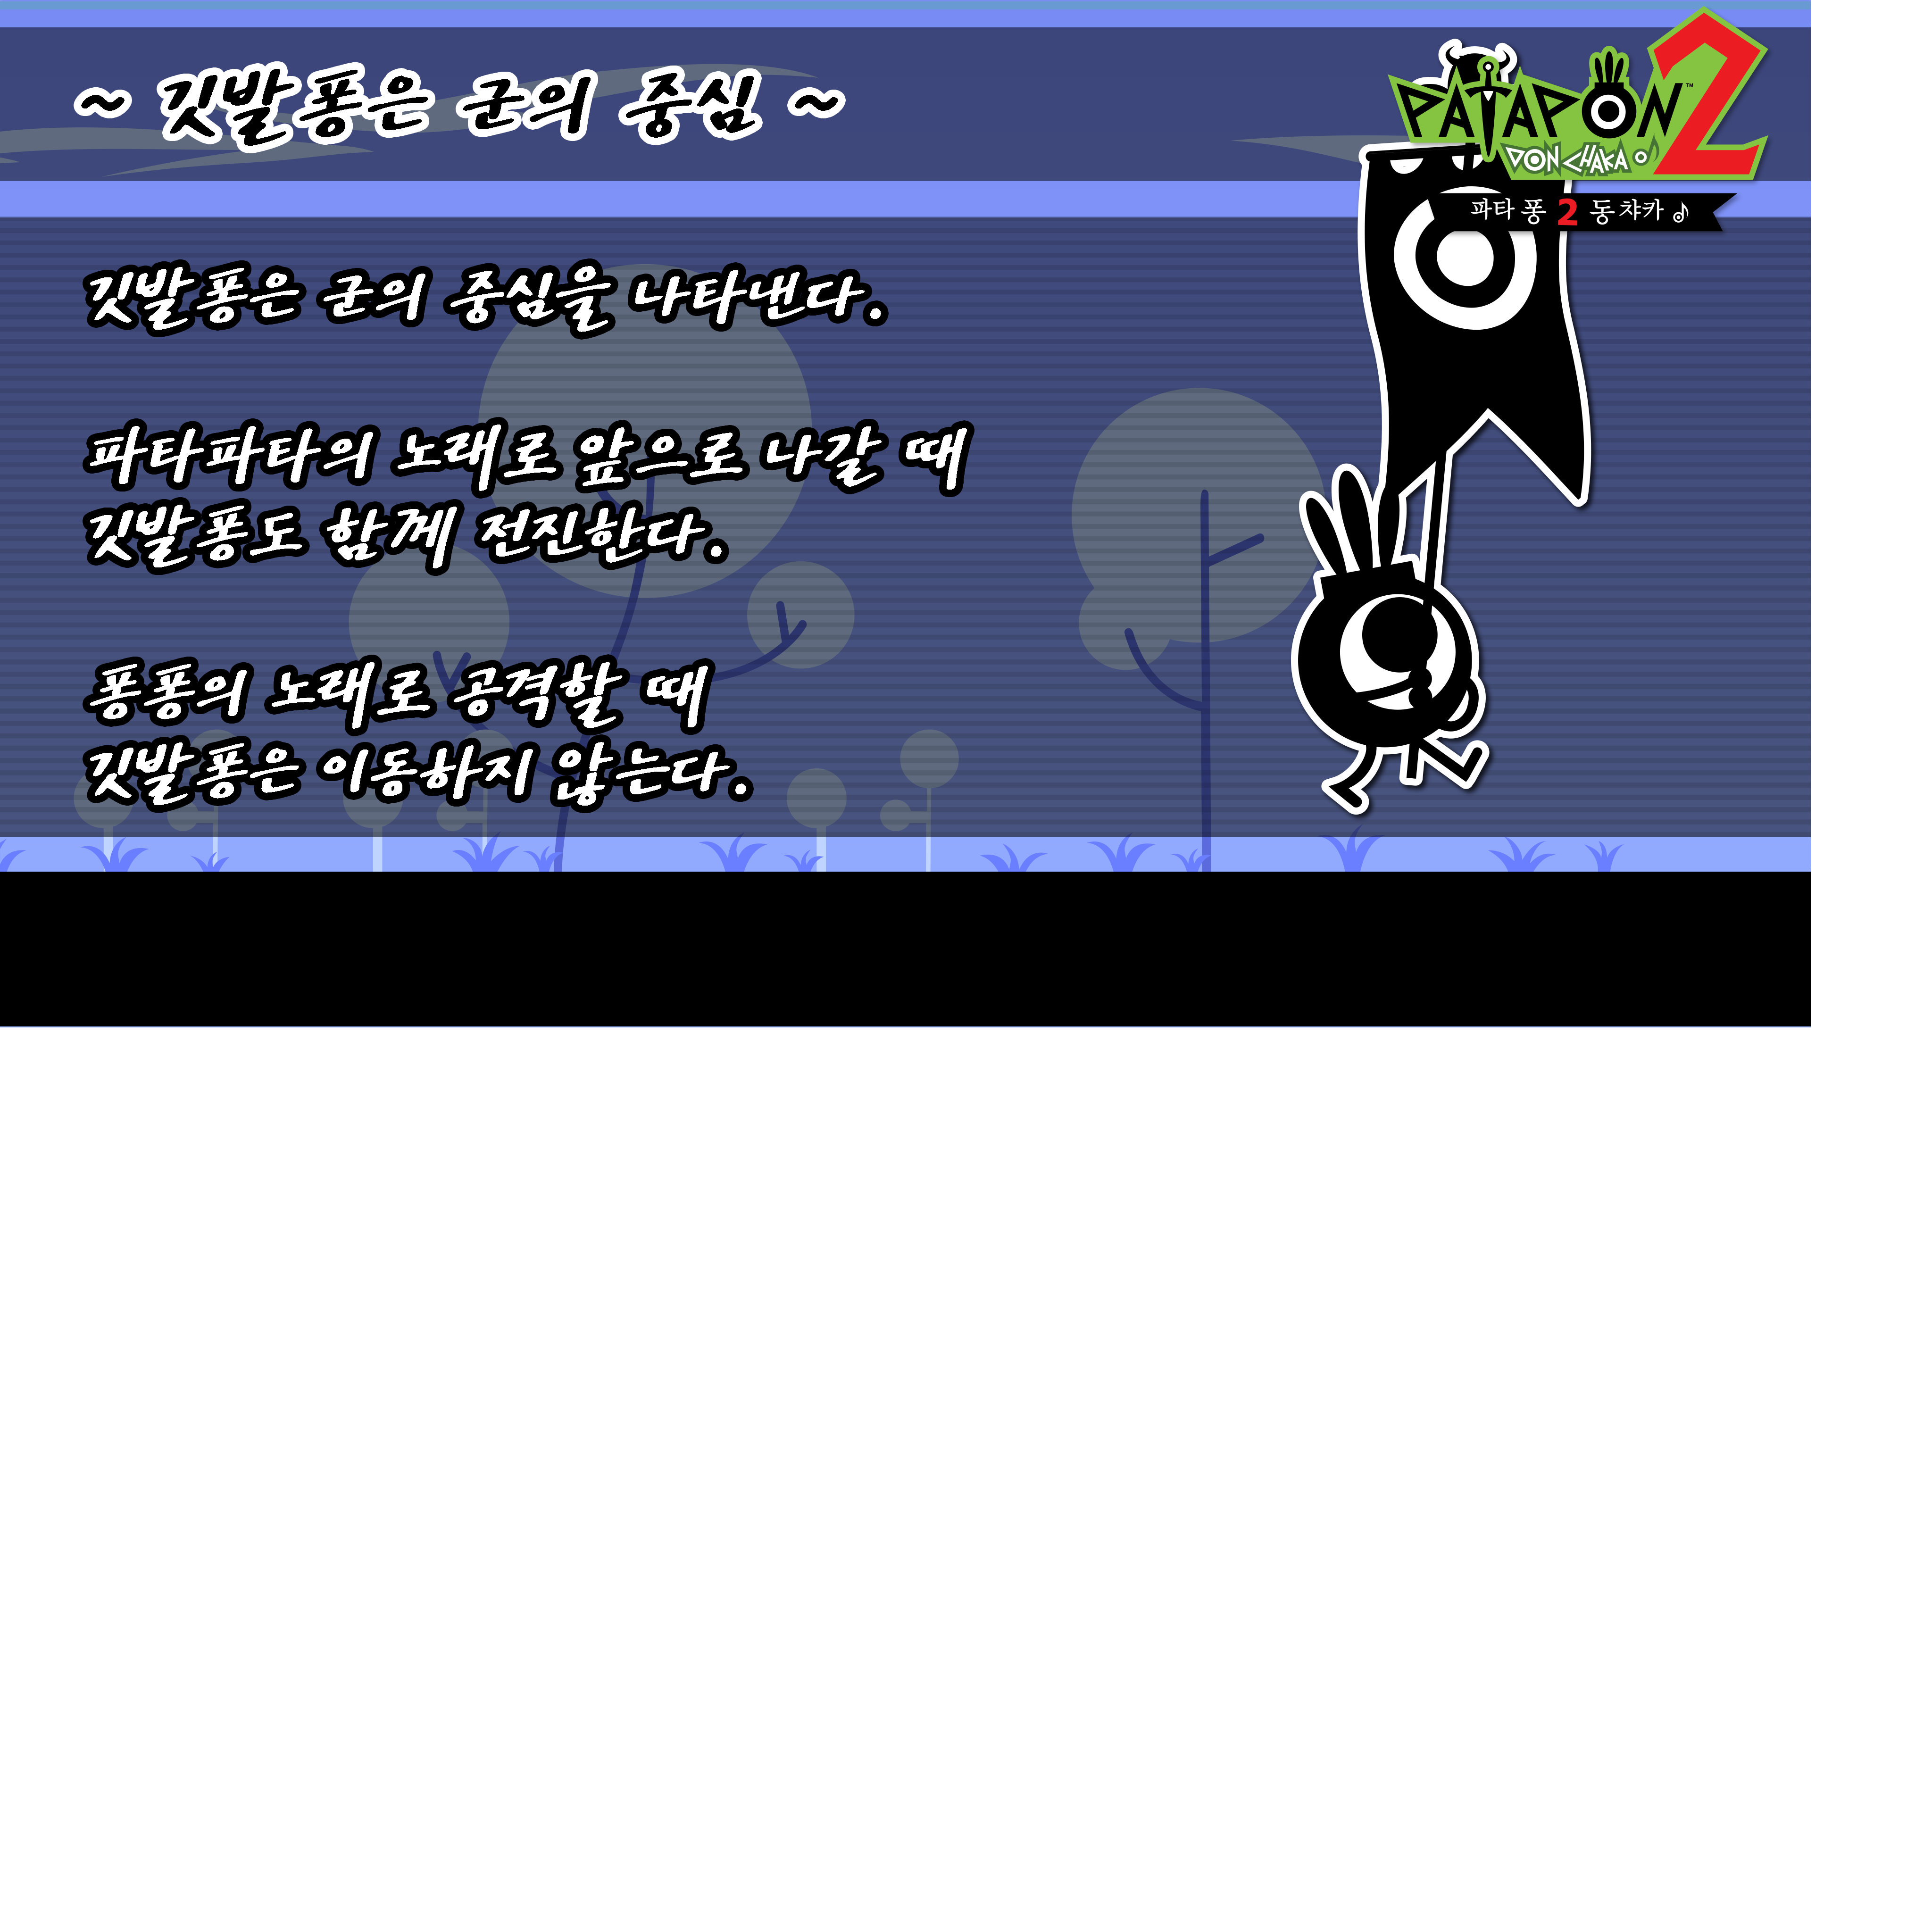 ~ 깃발퐁은 군의 중심 ~
PATAPON 2™
DON CHAKA ♪
파타퐁 2 동챠카 ♪
깃발퐁은 군의 중심을 나타낸다.
파타파타의 노래로 앞으로 나갈 때
깃발퐁도 함께 전진한다.
퐁퐁의 노래로 공격할 때
깃발퐁은 이동하지 않는다.